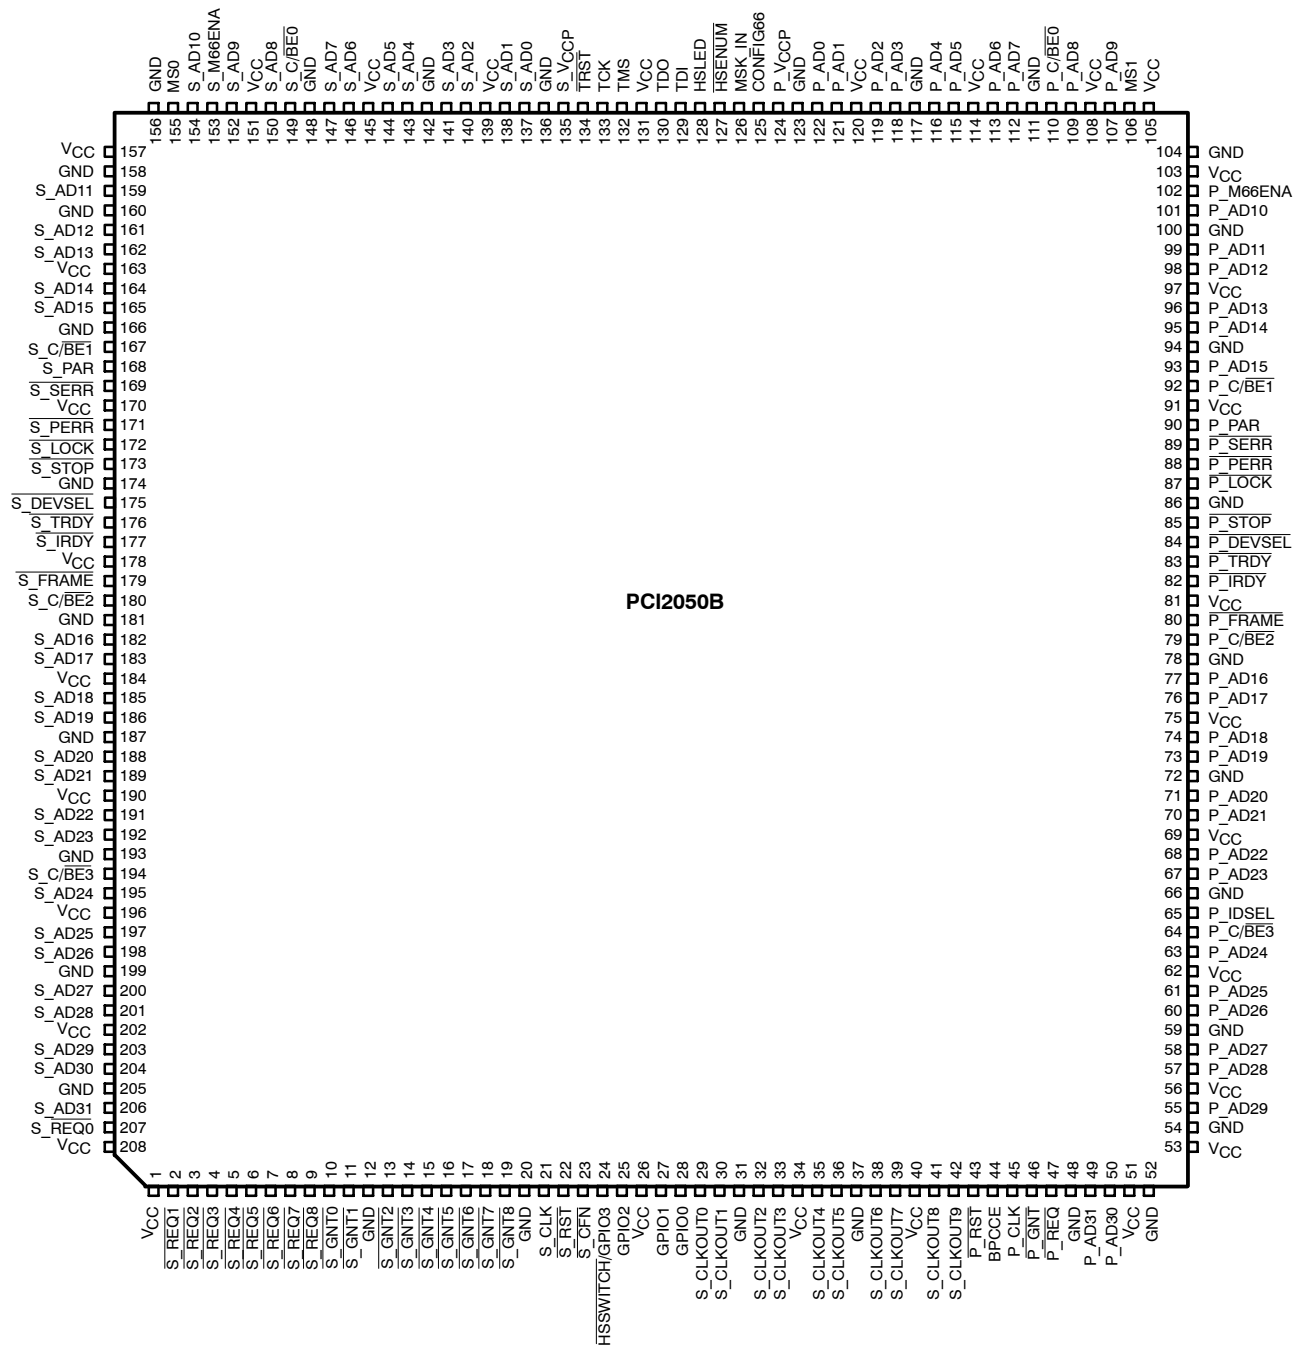 GND
MS0
S_AD10
S_M66ENA
S_AD9
VCC
S_AD8
S_C/BE0
GND
S_AD7
S_AD6
VCC
S_AD5
S_AD4
GND
S_AD3
S_AD2
VCC
S_AD1
S_AD0
GND
S_VCCP
TRST
TCK
TMS
VCC
TDO
TDI
HSLED
HSENUM
MSK_IN
CONFIG66
P_VCCP
GND
P_AD0
P_AD1
VCC
P_AD2
P_AD3
GND
P_AD4
P_AD5
VCC
P_AD6
P_AD7
GND
P_C/BE0
P_AD8
VCC
P_AD9
MS1
VCC
156
155
154
153
152
151
150
149
148
147
146
145
144
143
142
141
140
139
138
137
136
135
134
133
132
131
130
129
128
127
126
125
124
123
122
121
120
119
118
117
116
115
114
113
112
111
110
109
108
107
106
105
VCC 157
GND 158
S_AD11 159
GND 160
S_AD12 161
S_AD13 162
VCC 163
S_AD14 164
S_AD15 165
GND 166
S_C/BE1 167
S_PAR 168
S_SERR 169
VCC 170
S_PERR 171
S_LOCK 172
S_STOP 173
GND 174
S_DEVSEL 175
S_TRDY 176
S_IRDY 177
VCC 178
S_FRAME 179
S_C/BE2 180
GND 181
S_AD16 182
S_AD17 183
VCC 184
S_AD18 185
S_AD19 186
GND 187
S_AD20 188
S_AD21 189
VCC 190
S_AD22 191
S_AD23 192
GND 193
S_C/BE3 194
S_AD24 195
VCC 196
S_AD25 197
S_AD26 198
GND 199
S_AD27 200
S_AD28 201
VCC 202
S_AD29 203
S_AD30 204
GND 205
S_AD31 206
S_REQ0 207
VCC 208
PCI2050B
104 GND
103 VCC
102 P_M66ENA
101 P_AD10
100 GND
99 P_AD11
98 P_AD12
97 VCC
96 P_AD13
95 P_AD14
94 GND
93 P_AD15
92 P_C/BE1
91 VCC
90 P_PAR
89 P_SERR
88 P_PERR
87 P_LOCK
86 GND
85 P_STOP
84 P_DEVSEL
83 P_TRDY
82 P_IRDY
81 VCC
80 P_FRAME
79 P_C/BE2
78 GND
77 P_AD16
76 P_AD17
75 VCC
74 P_AD18
73 P_AD19
72 GND
71 P_AD20
70 P_AD21
69 VCC
68 P_AD22
67 P_AD23
66 GND
65 P_IDSEL
64 P_C/BE3
63 P_AD24
62 VCC
61 P_AD25
60 P_AD26
59 GND
58 P_AD27
57 P_AD28
56 VCC
55 P_AD29
54 GND
53 VCC
1
2
3
4
5
6
7
8
9
10
11
12
13
14
15
16
17
18
19
20
21
22
23
24
25
26
27
28
29
30
31
32
33
34
35
36
37
38
39
40
41
42
43
44
45
46
47
48
49
50
51
52
VCC
S_REQ1
S_REQ2
S_REQ3
S_REQ4
S_REQ5
S_REQ6
S_REQ7
S_REQ8
S_GNT0
S_GNT1
GND
S_GNT2
S_GNT3
S_GNT4
S_GNT5
S_GNT6
S_GNT7
S_GNT8
GND
S_CLK
S_RST
S_CFN
HSSWITCH/GPIO3
GPIO2
VCC
GPIO1
GPIO0
S_CLKOUT0
S_CLKOUT1
GND
S_CLKOUT2
S_CLKOUT3
VCC
S_CLKOUT4
S_CLKOUT5
GND
S_CLKOUT6
S_CLKOUT7
VCC
S_CLKOUT8
S_CLKOUT9
P_RST
BPCCE
P_CLK
P_GNT
P_REQ
GND
P_AD31
P_AD30
VCC
GND